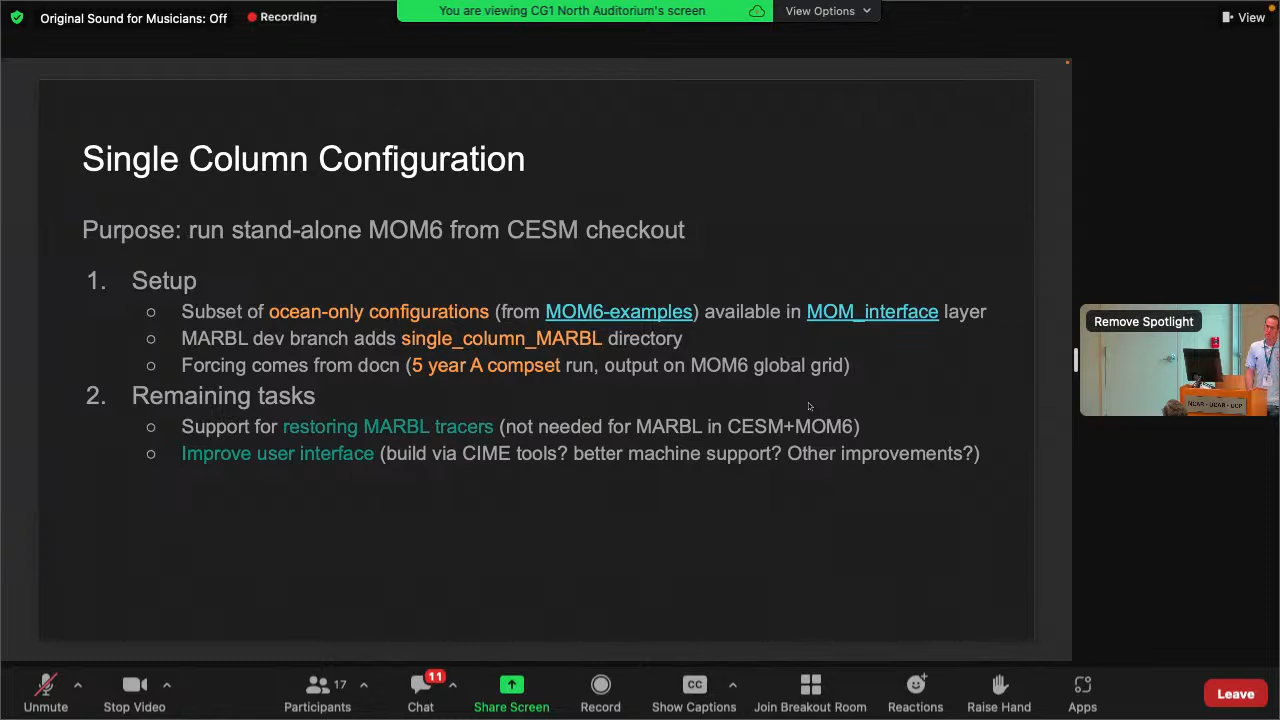 Original Sound for Musicians: Off
Recording
You are viewing CG1 North Auditorium's screen
View Options
View
Single Column Configuration
Purpose: run stand-alone MOM6 from CESM checkout
1. Setup
○ Subset of ocean-only configurations (from MOM6-examples) available in MOM_interface layer
○ MARBL dev branch adds single_column_MARBL directory
○ Forcing comes from docn (5 year A compset run, output on MOM6 global grid)
2. Remaining tasks
○ Support for restoring MARBL tracers (not needed for MARBL in CESM+MOM6)
○ Improve user interface (build via CIME tools? better machine support? Other improvements?)
Remove Spotlight
NCAR - UCAR - UCP
Unmute
Stop Video
17
Participants
11
Chat
Share Screen
Record
CC
Show Captions
Join Breakout Room
Reactions
Raise Hand
Apps
Leave